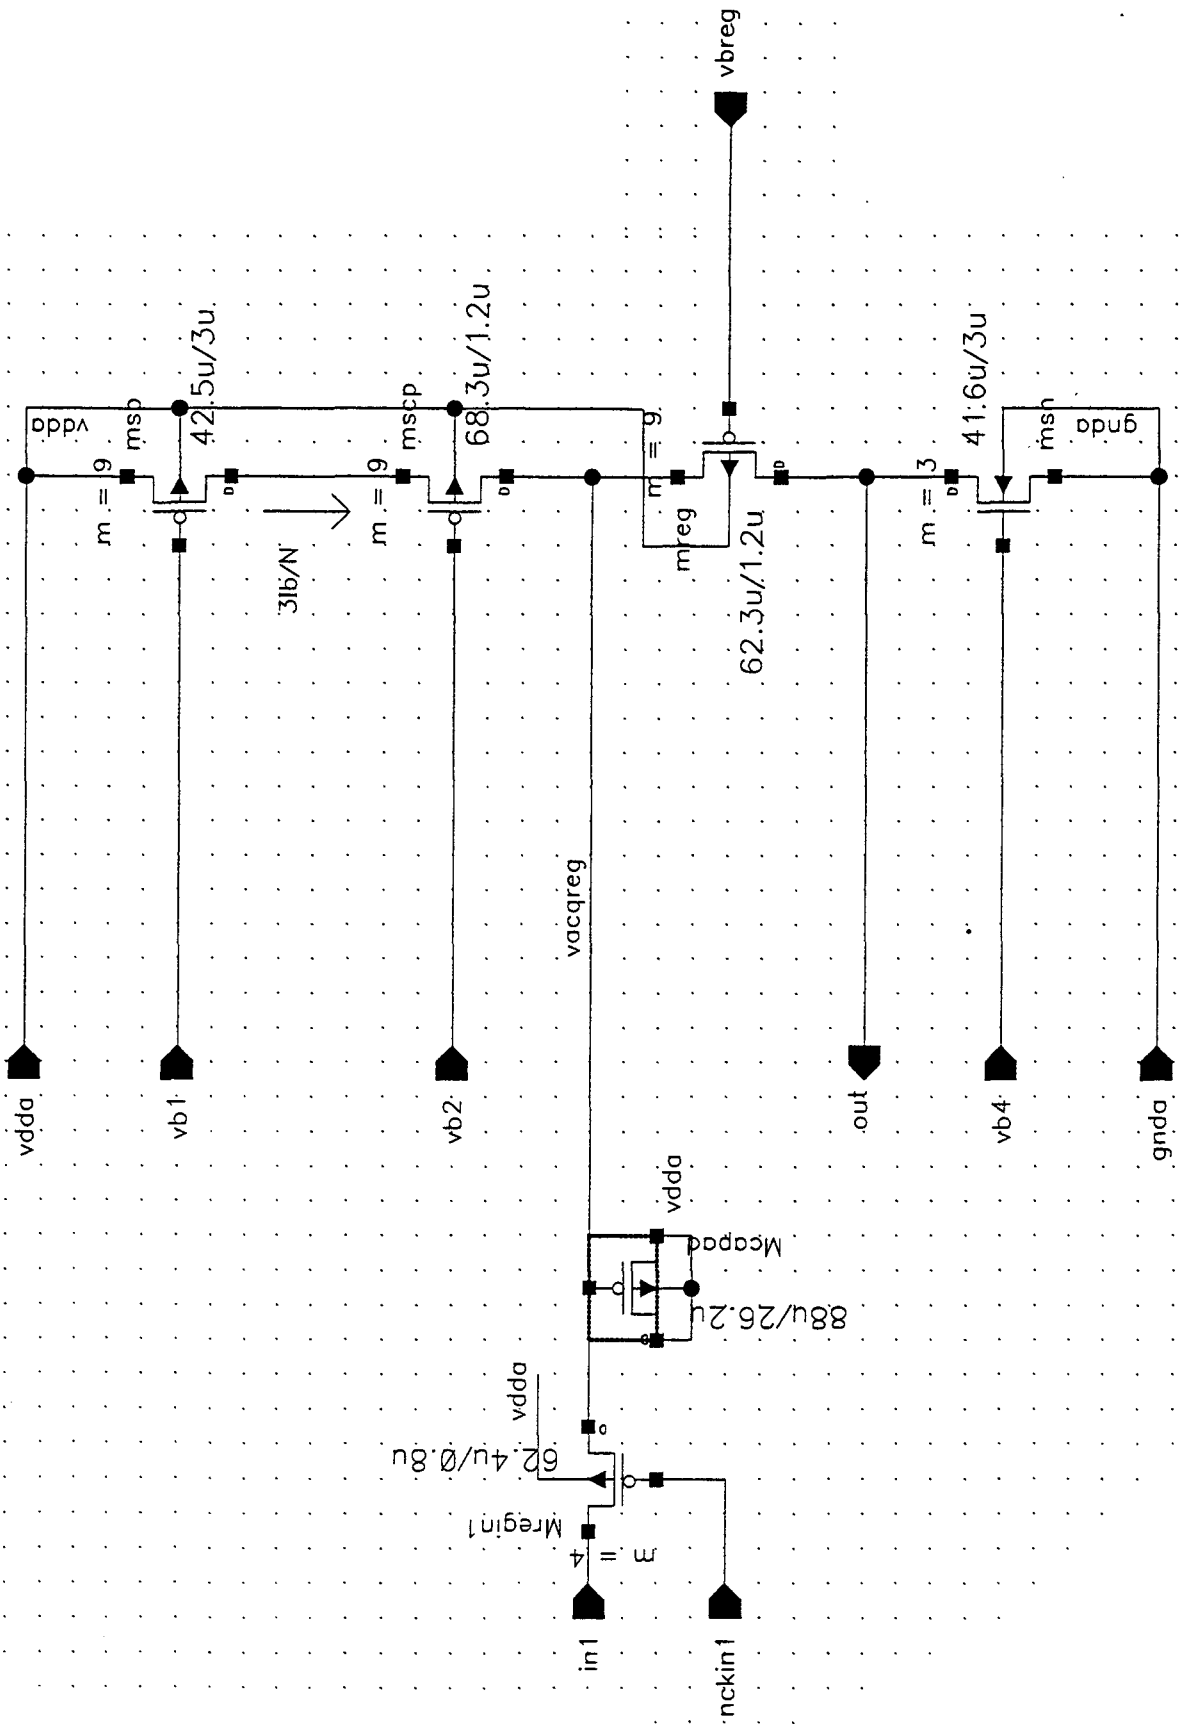 vbreg
vdda
msp
42.5u/3u
m = 9
3Ib/N
mscp
68.3u/1.2u
m = 9
m = 9
mreg
62.3u/1.2u
41.6u/3u
msn
gnda
m = 3
vacqreg
vdda
vb1
vb2
out
vb4
gnda
vdda
Mcapaq
88u/26.2u
vdda
62.4u/0.8u
Mregin1
m = 4
in1
nckin1